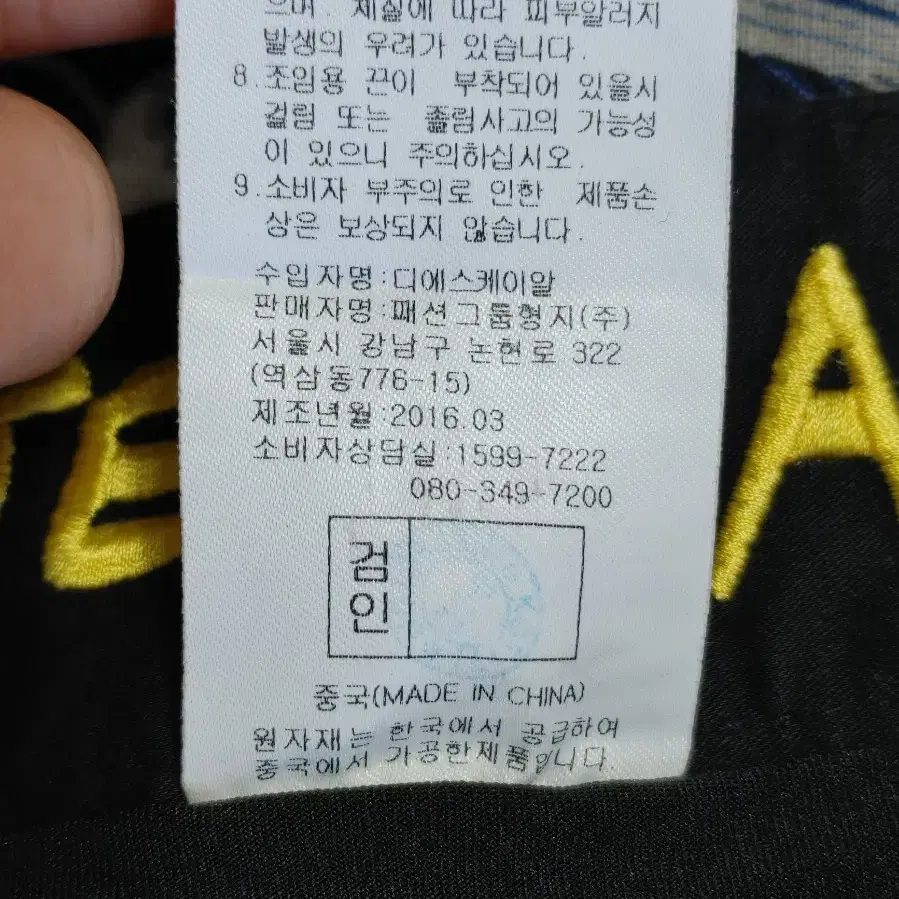 으며. 재질에 따라 피부알러지
발생의 우려가 있습니다.
8.조임용 끈이 부착되어 있을시
걸림 또는 졸림사고의 가능성
이 있으니 주의하십시오.
9.소비자 부주의로 인한 제품손
상은 보상되지 않습니다.
수입자명:디에스케이알
판매자명:패션그룹형지(주)
서울시 강남구 논현로 322
(역삼동776-15)
제조년월:2016.03
소비자상담실:1599-7222
080-349-7200
검인
중국(MADE IN CHINA)
원자재는 한국에서 공급하여
중국에서 가공한제품입니다.
A